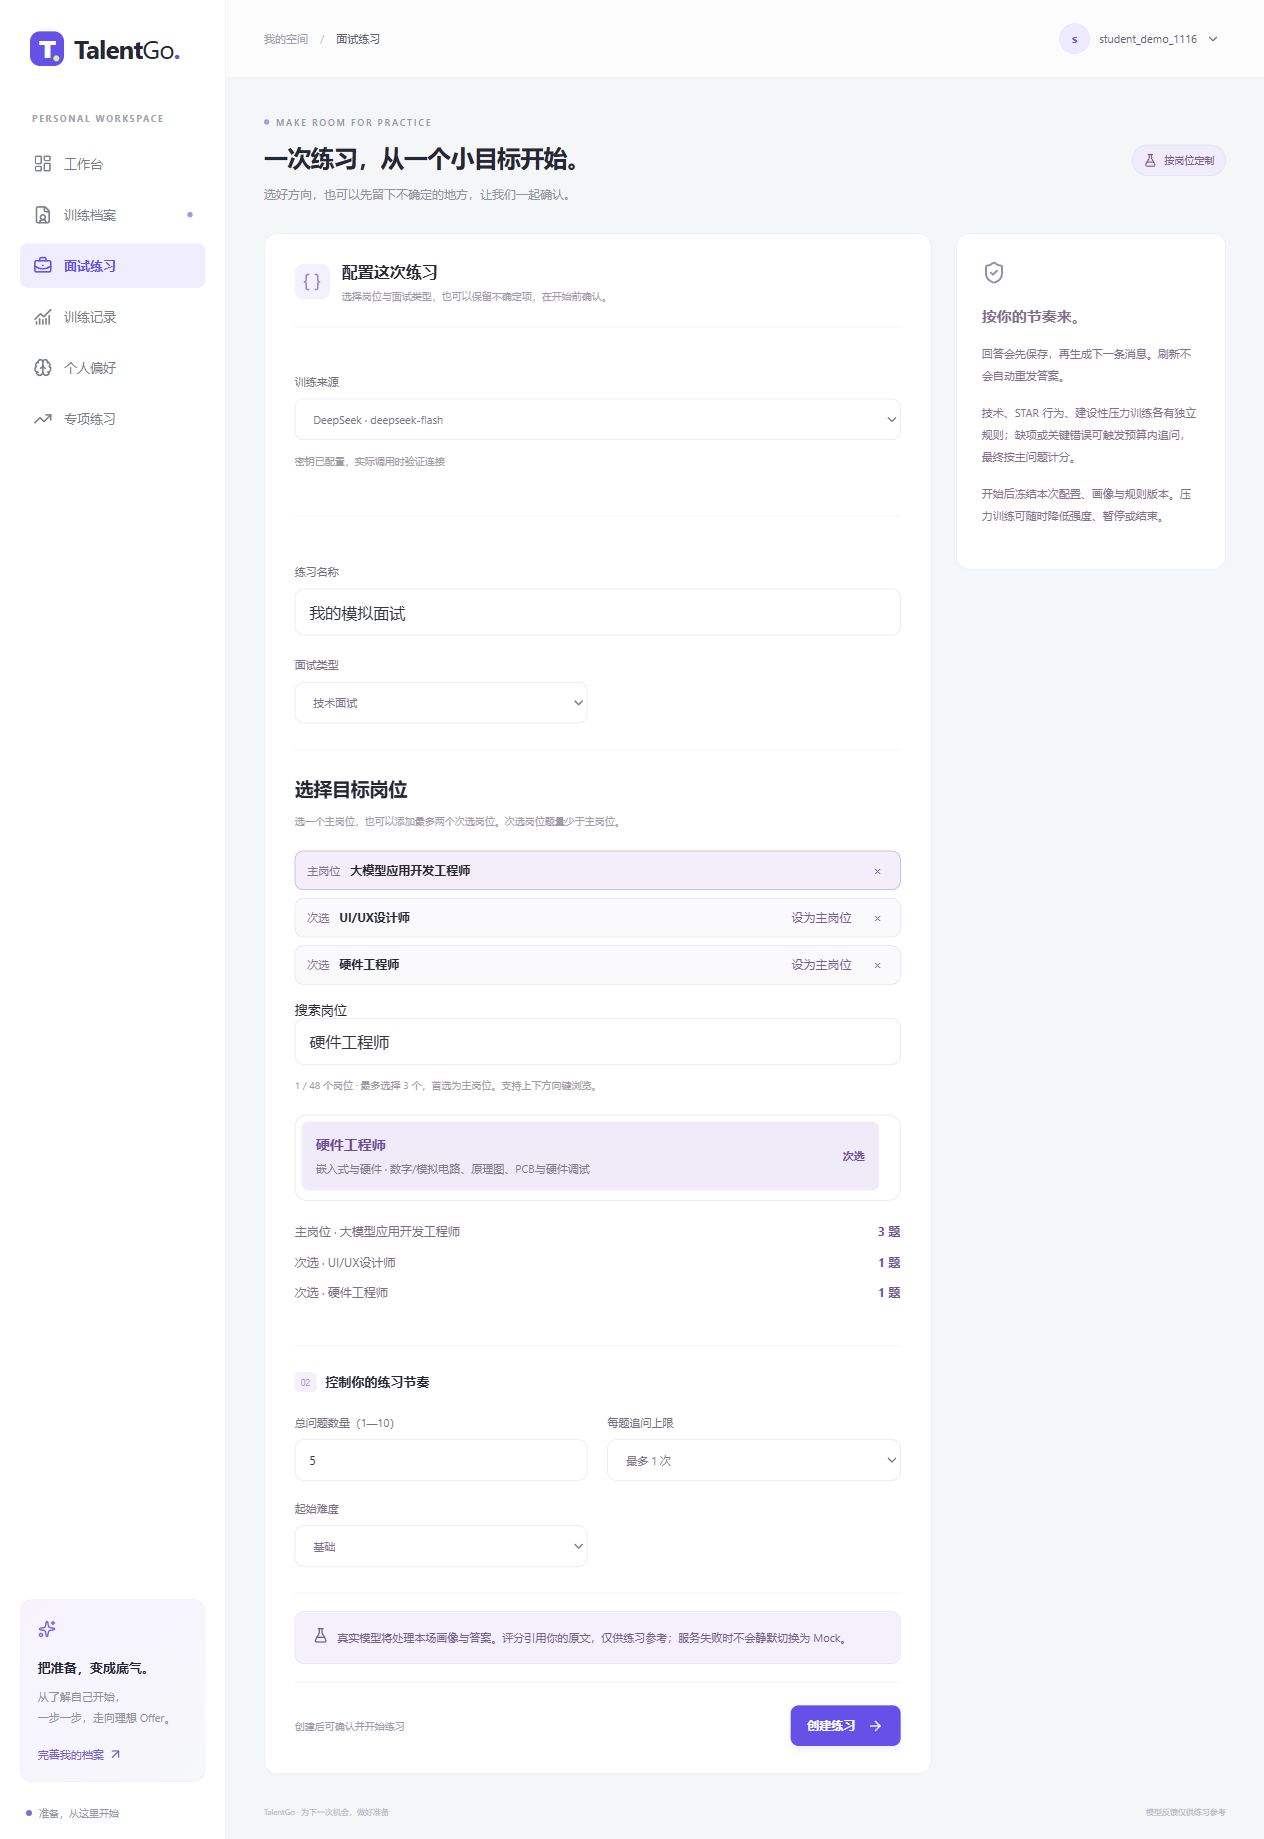 TalentGo.
PERSONAL WORKSPACE
工作台
训练档案
面试练习
训练记录
个人偏好
专项练习
把准备，变成底气。
从了解自己开始，
一步一步，走向理想 Offer。
完善我的档案
准备，从这里开始
我的空间 / 面试练习
s student_demo_1116
MAKE ROOM FOR PRACTICE
一次练习，从一个小目标开始。
选好方向，也可以先留下不确定的地方，让我们一起确认。
按岗位定制
{ } 配置这次练习
选择岗位与面试类型，也可以保留不确定项，在开始前确认。
训练来源
DeepSeek · deepseek-flash
密钥已配置，实际调用时验证连接
练习名称
我的模拟面试
面试类型
技术面试
选择目标岗位
选一个主岗位，也可以添加最多两个次选岗位。次选岗位题量少于主岗位。
主岗位 大模型应用开发工程师 ×
次选 UI/UX设计师 设为主岗位 ×
次选 硬件工程师 设为主岗位 ×
搜索岗位
硬件工程师
1 / 48 个岗位 · 最多选择 3 个，首选为主岗位。支持上下方向键浏览。
硬件工程师
嵌入式与硬件 · 数字/模拟电路、原理图、PCB与硬件调试
次选
主岗位 · 大模型应用开发工程师 3 题
次选 · UI/UX设计师 1 题
次选 · 硬件工程师 1 题
02 控制你的练习节奏
总问题数量（1—10） 每题追问上限
5 最多 1 次
起始难度
基础
真实模型将处理本场画像与答案。评分引用你的原文，仅供练习参考；服务失败时不会静默切换为 Mock。
创建后可确认并开始练习
创建练习
按你的节奏来。
回答会先保存，再生成下一条消息。刷新不
会自动重发答案。
技术、STAR 行为、建设性压力训练各有独立
规则；缺项或关键错误可触发预算内追问，
最终按主问题计分。
开始后冻结本次配置、画像与规则版本。压
力训练可随时降低强度、暂停或结束。
TalentGo · 为下一次机会，做好准备
模型反馈仅供练习参考